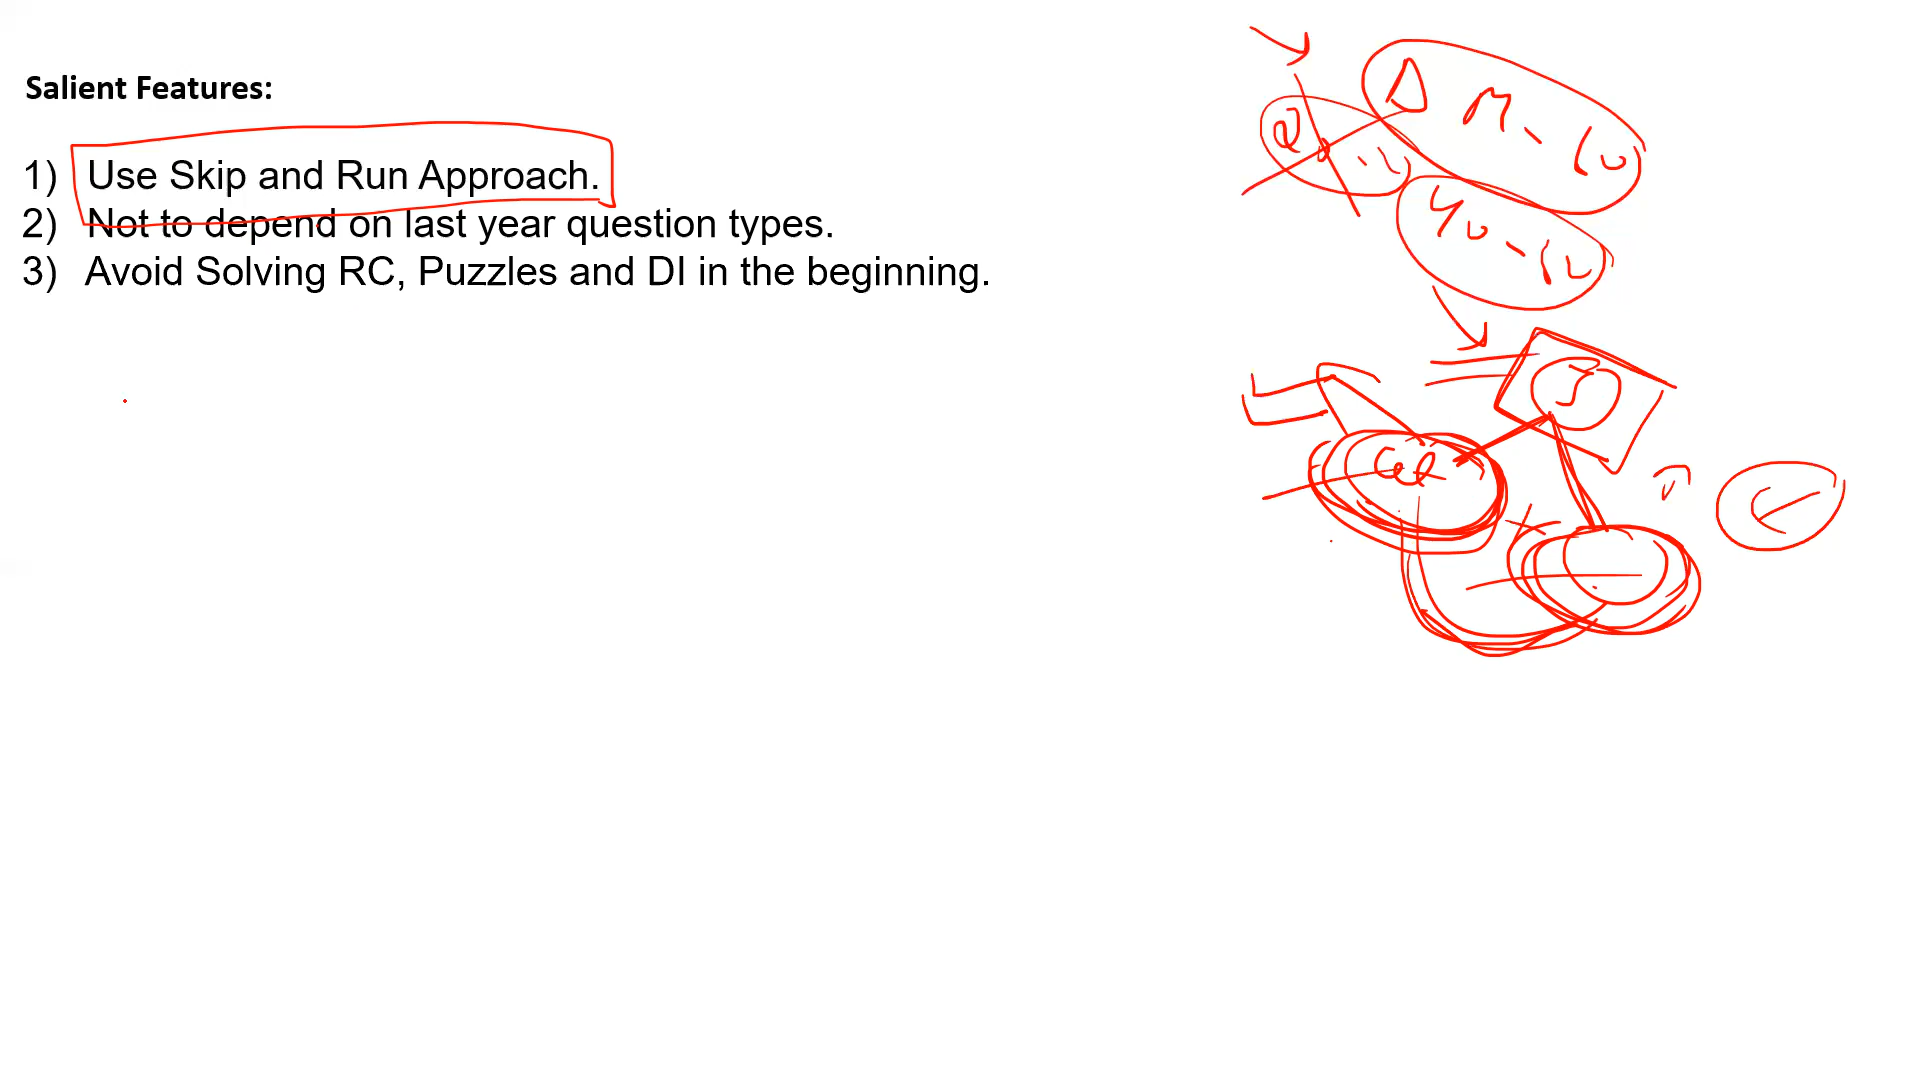 Salient Features:
1) Use Skip and Run Approach.
2) Not to depend on last year question types.
3) Avoid Solving RC, Puzzles and DI in the beginning.